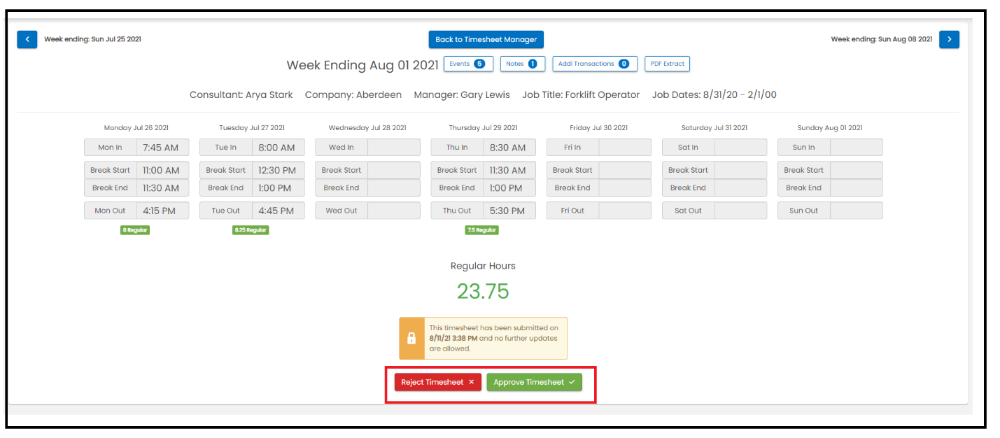 Week ending: Sun Jul 25 2021 Back to Timesheet Manager Week ending: Sun Aug 08 2021
Week Ending Aug 01 2021 Events 5 Notes 1 Addl Transactions 0 PDF Extract
Consultant: Arya Stark Company: Aberdeen Manager: Gary Lewis Job Title: Forklift Operator Job Dates: 8/31/20 - 2/1/00
Monday Jul 26 2021 Tuesday Jul 27 2021 Wednesday Jul 28 2021 Thursday Jul 29 2021 Friday Jul 30 2021 Saturday Jul 31 2021 Sunday Aug 01 2021
Mon In 7:45 AM Tue In 8:00 AM Wed In Thu In 8:30 AM Fri In Sat In Sun In
Break Start 11:00 AM Break Start 12:30 PM Break Start Break Start 11:30 AM Break Start Break Start Break Start
Break End 11:30 AM Break End 1:00 PM Break End Break End 1:00 PM Break End Break End Break End
Mon Out 4:15 PM Tue Out 4:45 PM Wed Out Thu Out 5:30 PM Fri Out Sat Out Sun Out
8 Regular 8.25 Regular 7.5 Regular
Regular Hours
23.75
This timesheet has been submitted on
8/11/21 3:38 PM and no further updates
are allowed.
Reject Timesheet × Approve Timesheet ✓